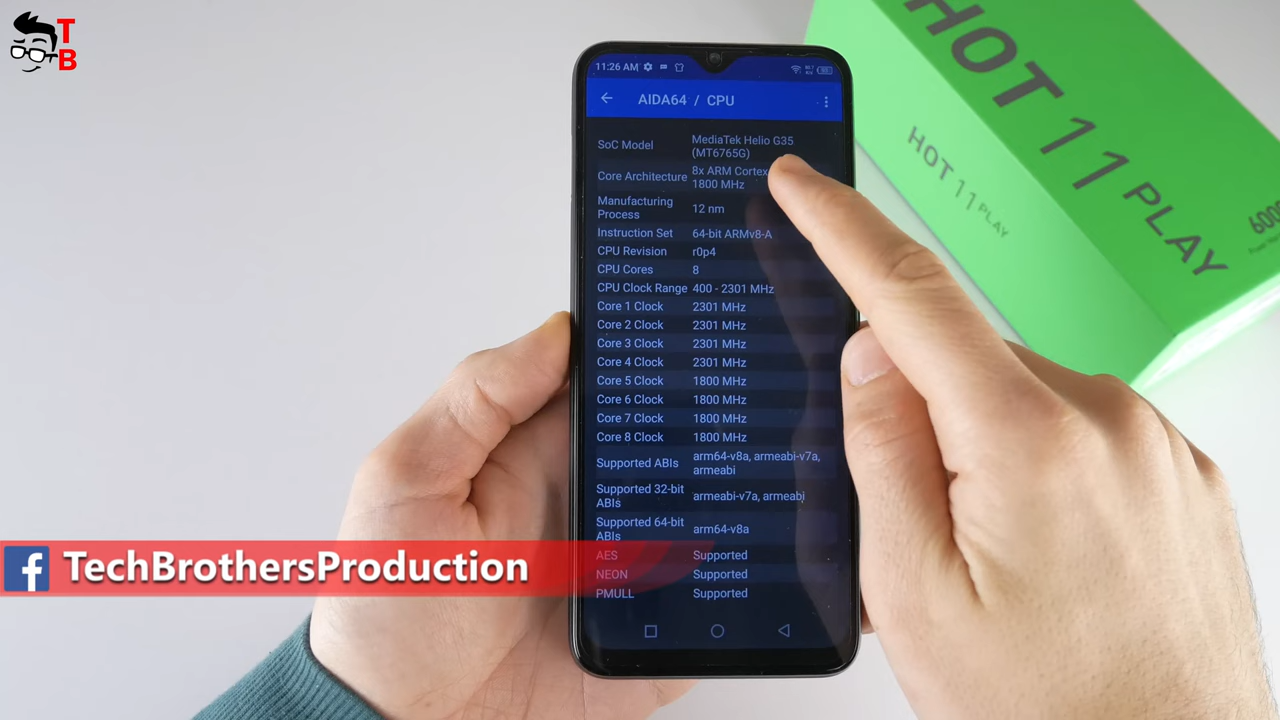 T
B
HOT 11 PLAY
HOT 11 PLAY
11:26 AM
AIDA64 / CPU
SoC Model MediaTek Helio G35
(MT6765G)
Core Architecture 8x ARM Cortex
1800 MHz
Manufacturing
Process 12 nm
Instruction Set 64-bit ARMv8-A
CPU Revision r0p4
CPU Cores 8
CPU Clock Range 400 - 2301 MHz
Core 1 Clock 2301 MHz
Core 2 Clock 2301 MHz
Core 3 Clock 2301 MHz
Core 4 Clock 2301 MHz
Core 5 Clock 1800 MHz
Core 6 Clock 1800 MHz
Core 7 Clock 1800 MHz
Core 8 Clock 1800 MHz
Supported ABIs arm64-v8a, armeabi-v7a,
armeabi
Supported 32-bit
ABIs armeabi-v7a, armeabi
Supported 64-bit
ABIs arm64-v8a
AES Supported
NEON Supported
PMULL Supported
f TechBrothersProduction